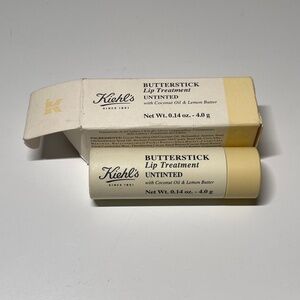 Kiehl's
SINCE 1851
BUTTERSTICK
Lip Treatment
UNTINTED
with Coconut Oil & Lemon Butter
Net Wt. 0.14 oz. - 4.0 g
Kiehl's
SINCE 1851
BUTTERSTICK
Lip Treatment
UNTINTED
with Coconut Oil & Lemon Butter
Net Wt. 0.14 oz. - 4.0 g